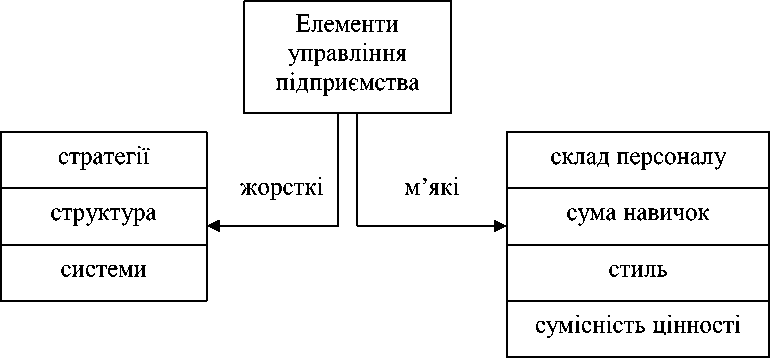 Елементи
управління
підприємства
жорсткі
м’які
стратегії
структура
системи
склад персоналу
сума навичок
стиль
сумісність цінності